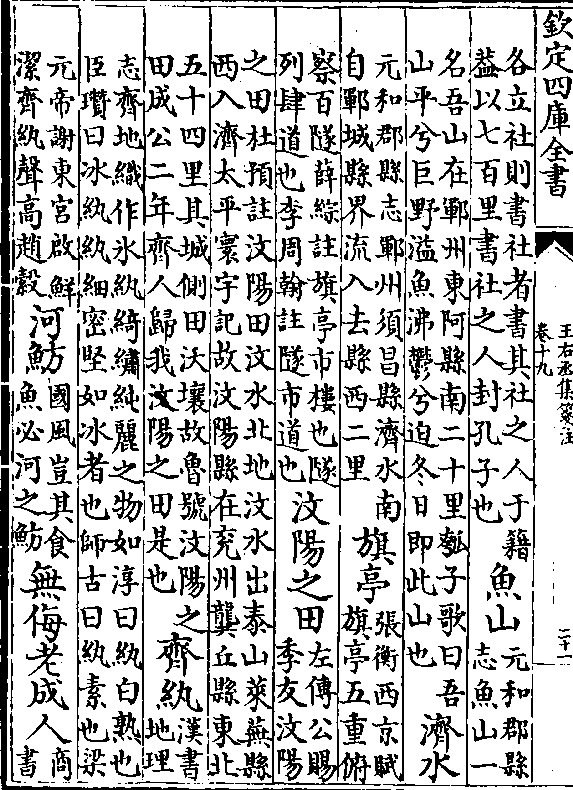 欽定四庫全書
王右丞集箋注
卷十九
二十一
各立社則書社者書其社之人于籍
葢以七百里書社之人封孔子也
魚山
元和郡縣
志魚山一
名吾山在鄆州東阿縣南二十里瓠子歌曰吾
山平兮巨野溢魚沸鬱兮迫冬日即此山也
濟水
元和郡縣志鄆州須昌縣濟水南
自鄆城縣界流入去縣西二里
旗亭
張衡西京賦
旗亭五重俯
察百隧薛綜註旗亭市樓也隧
列肆道也李周翰註隧市道也
汶陽之田
左傳公賜
季友汶陽
之田杜預註汶陽田汶水北地汶水出泰山萊蕪縣
西入濟太平寰宇記故汶陽縣在兖州龔丘縣東北
五十四里其城側田沃壤故魯號汶陽之
田成公二年齊人歸我汶陽之田是也
齊紈
漢書
地理
志齊地織作氷紈綺繡純麗之物如淳曰紈白熟也
臣瓚曰冰紈紈細密堅如冰者也師古曰紈素也梁
元帝謝東宮啟鮮
潔齊紈聲高趙縠
河魴
國風豈其食
魚必河之魴
無侮老成人
商
書